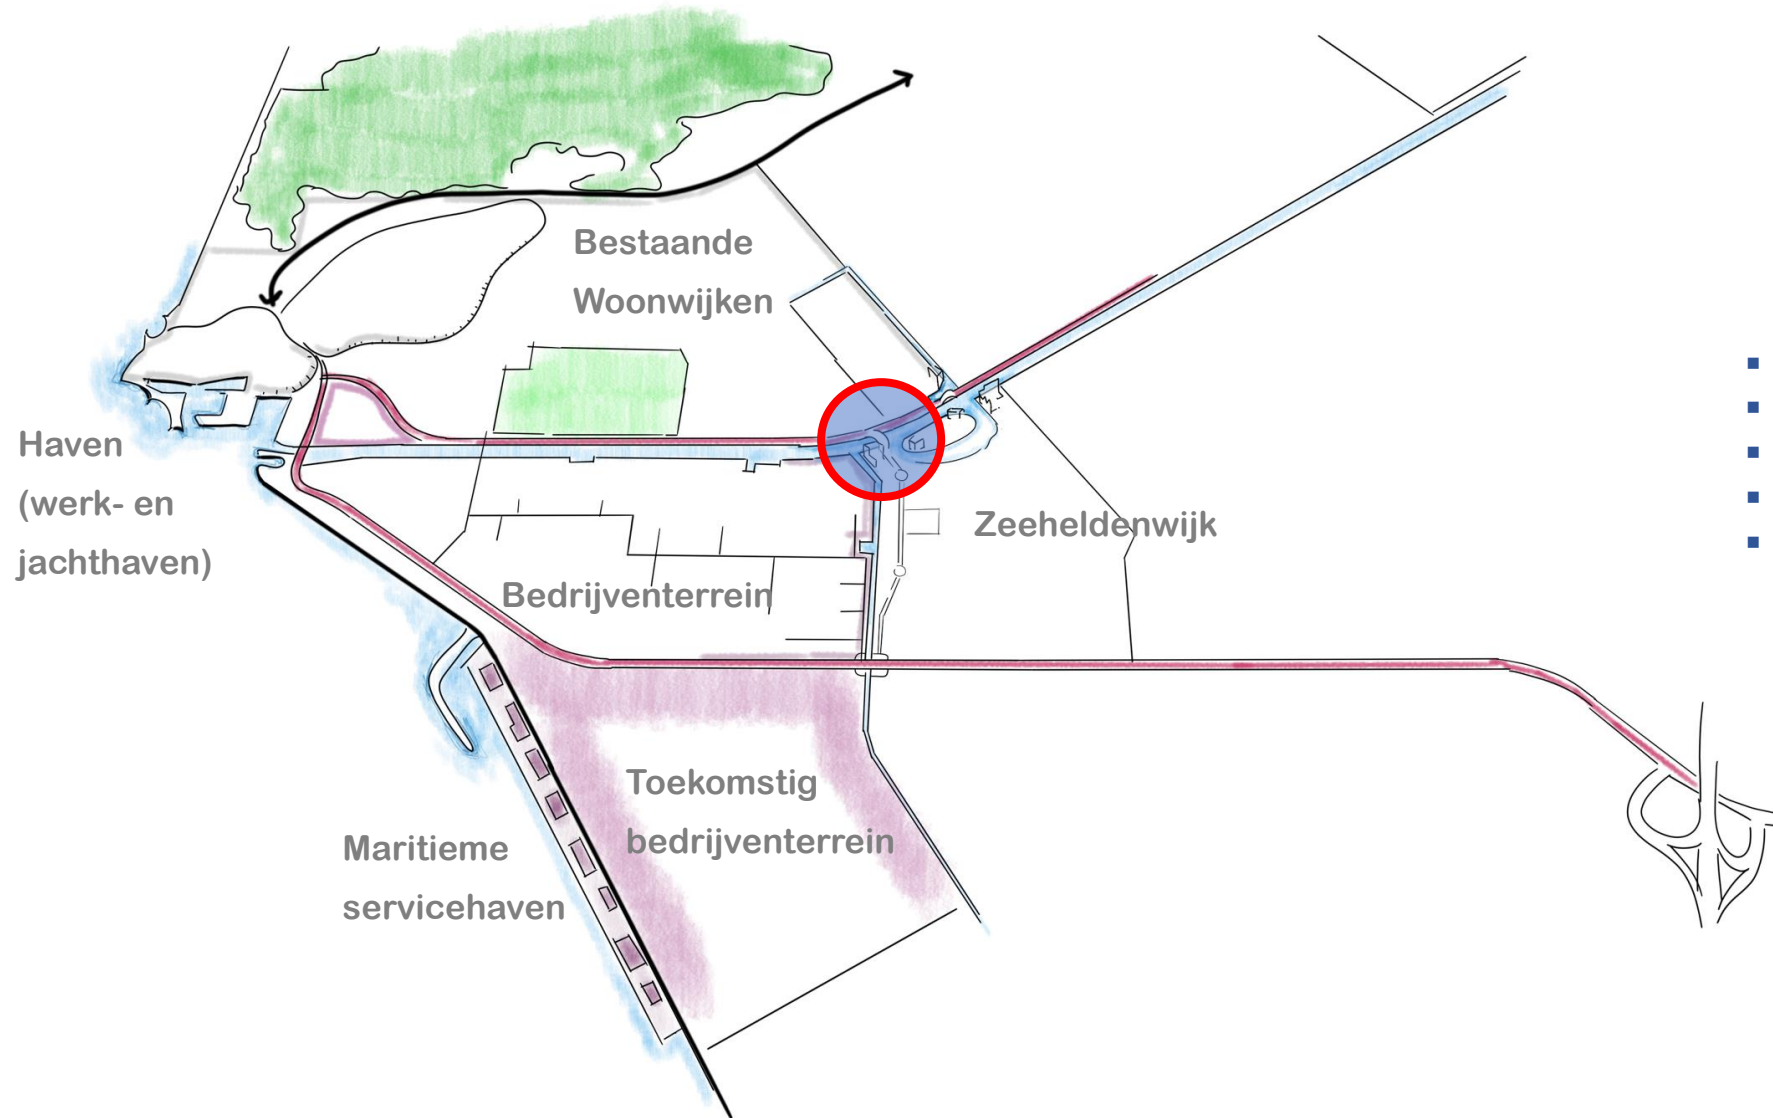 Bestaande
Woonwijken
Haven
(werk- en
jachthaven)
Zeeheldenwijk
Bedrijventerrein
Toekomstig
bedrijventerrein
Maritieme
servicehaven